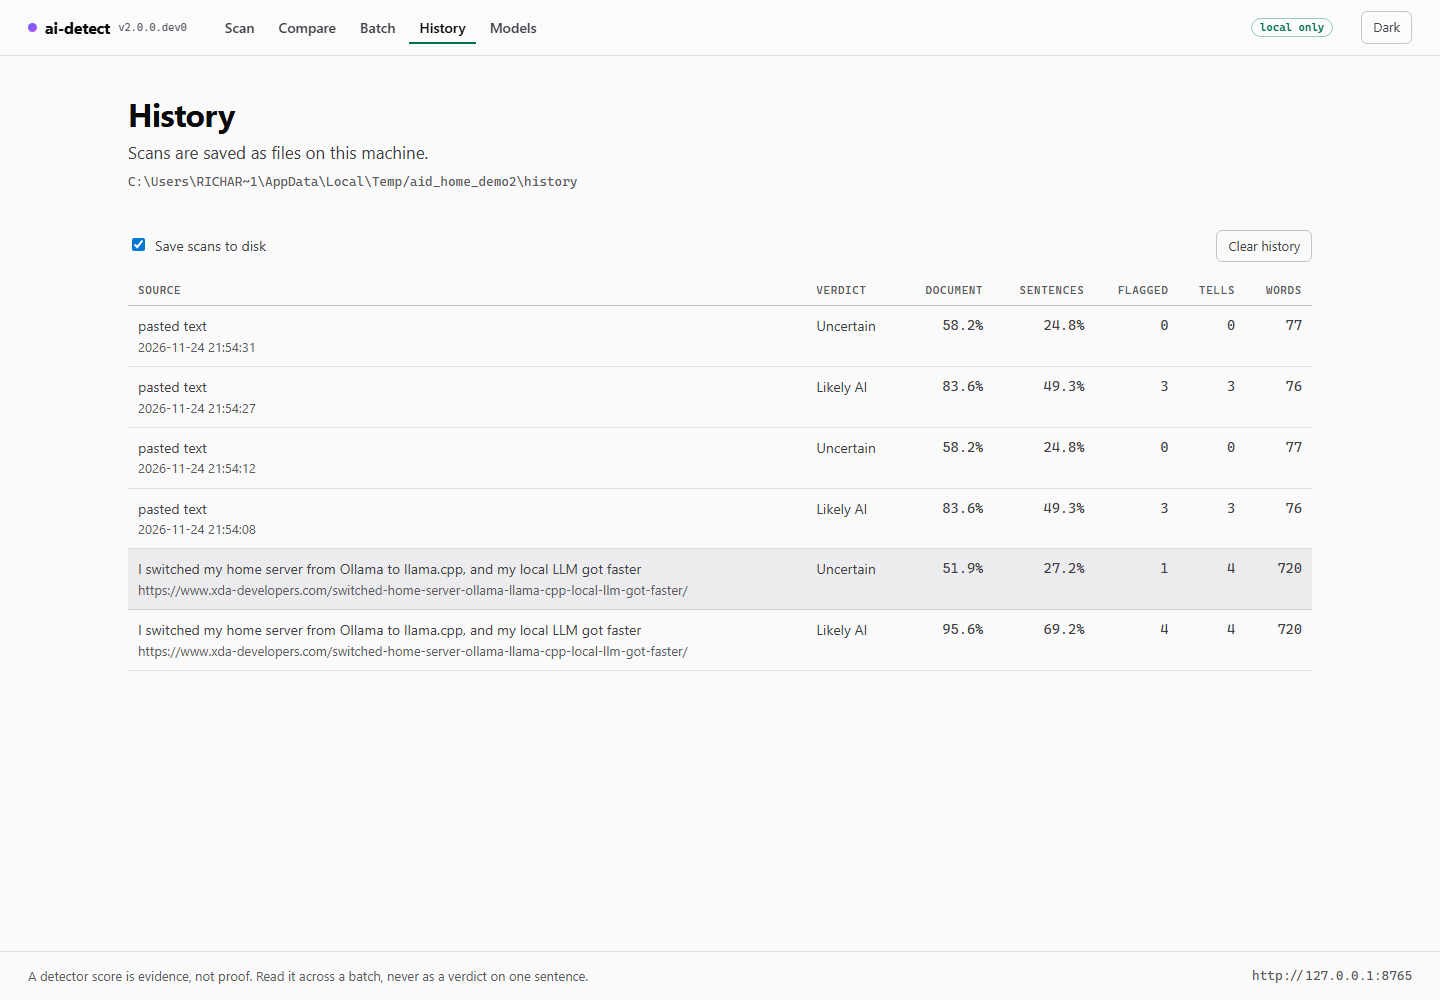 ai-detect v2.0.0.dev0 Scan Compare Batch History Models local only Dark
History
Scans are saved as files on this machine.
C:\Users\RICHAR~1\AppData\Local\Temp/aid_home_demo2\history
Save scans to disk Clear history
SOURCE VERDICT DOCUMENT SENTENCES FLAGGED TELLS WORDS
pasted text Uncertain 58.2% 24.8% 0 0 77
2026-11-24 21:54:31
pasted text Likely AI 83.6% 49.3% 3 3 76
2026-11-24 21:54:27
pasted text Uncertain 58.2% 24.8% 0 0 77
2026-11-24 21:54:12
pasted text Likely AI 83.6% 49.3% 3 3 76
2026-11-24 21:54:08
I switched my home server from Ollama to llama.cpp, and my local LLM got faster Uncertain 51.9% 27.2% 1 4 720
https://www.xda-developers.com/switched-home-server-ollama-llama-cpp-local-llm-got-faster/
I switched my home server from Ollama to llama.cpp, and my local LLM got faster Likely AI 95.6% 69.2% 4 4 720
https://www.xda-developers.com/switched-home-server-ollama-llama-cpp-local-llm-got-faster/
A detector score is evidence, not proof. Read it across a batch, never as a verdict on one sentence. http://127.0.0.1:8765